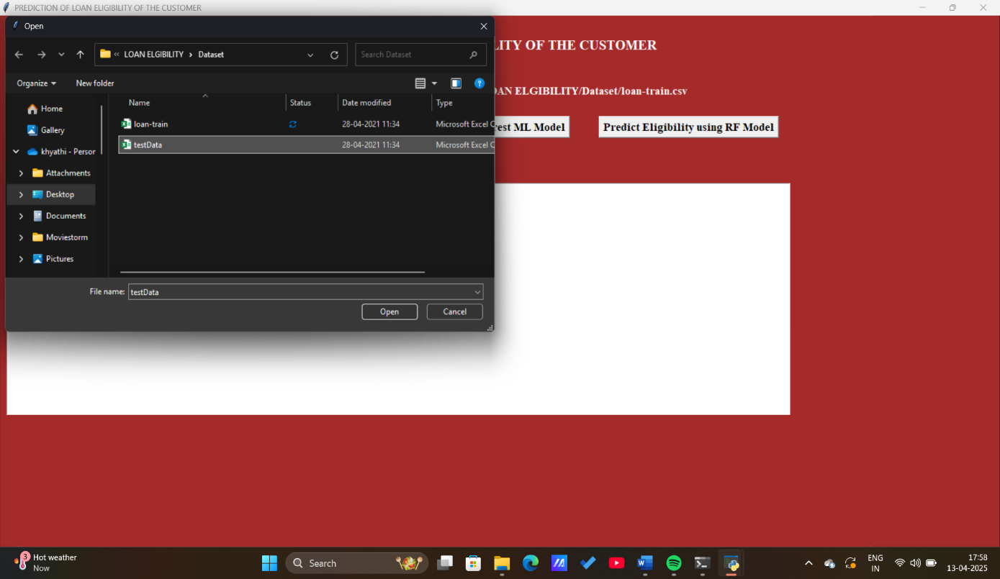 PREDICTION OF LOAN ELIGIBILITY OF THE CUSTOMER
Open
LOAN ELGIBILITY > Dataset
Search Dataset
Organize
New folder
Name
Status
Date modified
Type
Home
Gallery
khyathi - Person
Attachments
Desktop
Documents
Moviestorm
Pictures
loan-train
28-04-2021 11:34
Microsoft Excel C
testData
28-04-2021 11:34
Microsoft Excel C
File name:
testData
Open
Cancel
LITY OF THE CUSTOMER
OAN ELGIBILITY/Dataset/loan-train.csv
rest ML Model
Predict Eligibility using RF Model
3
Hot weather
Now
Search
ENG
IN
17:58
13-04-2025